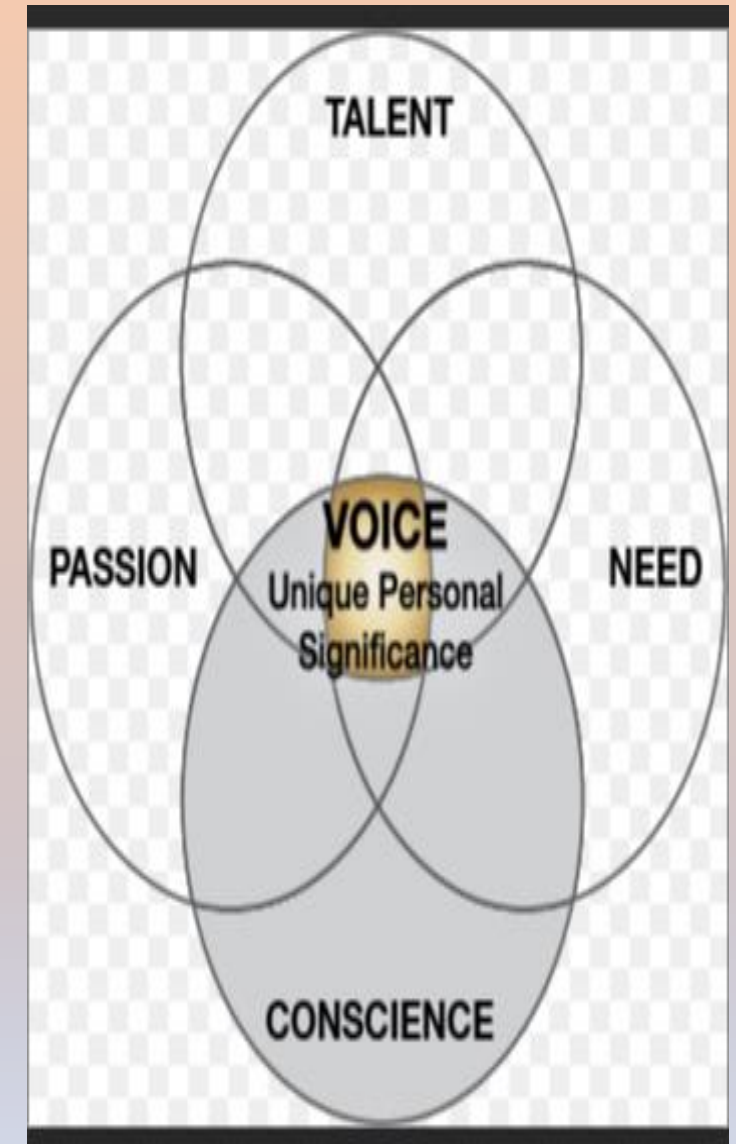 TALENT
VOICE
PASSION
NEED
Unique Personal
Significance
CONSCIENCE